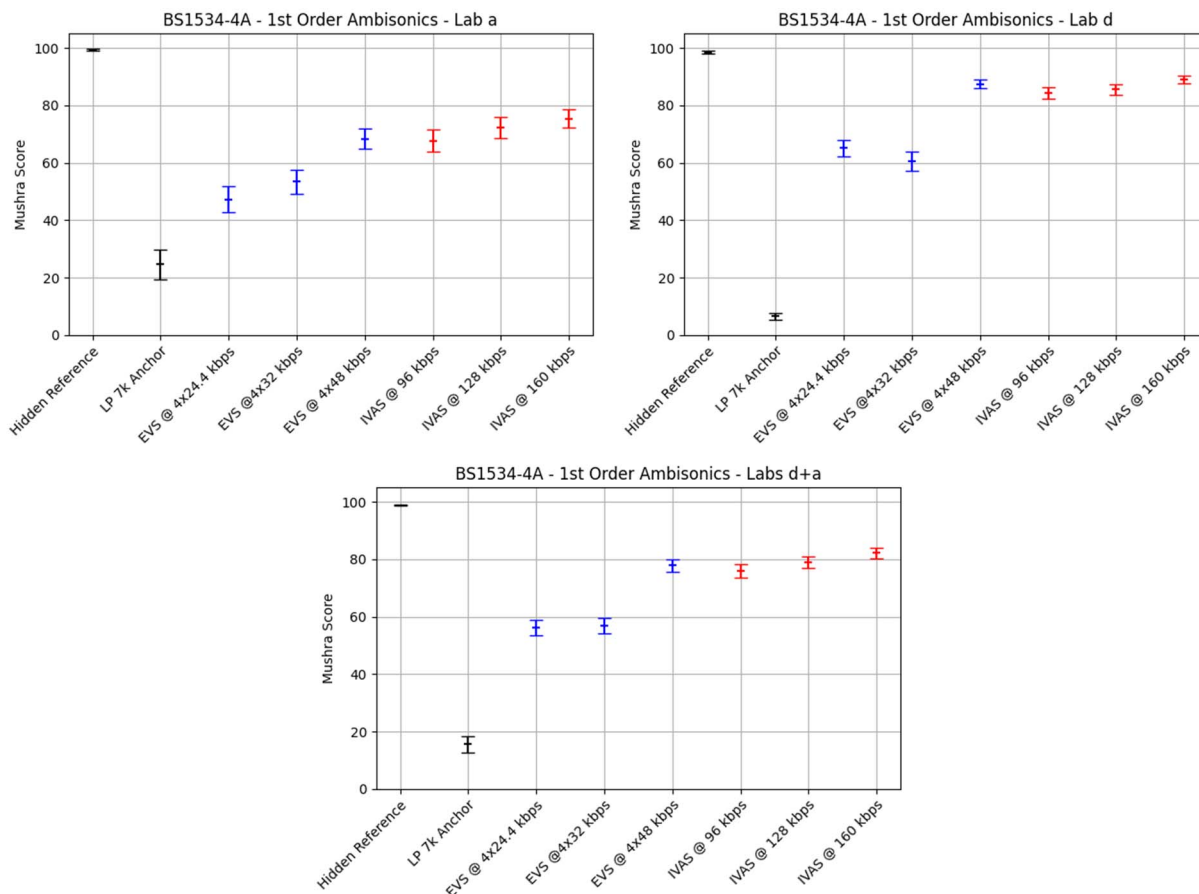 BS1534-4A - 1st Order Ambisonics - Lab a
Mushra Score
100
80
60
40
20
0
Hidden Reference
LP 7k Anchor
EVS @ 4x24.4 kbps
EVS @4x32 kbps
EVS @ 4x48 kbps
IVAS @ 96 kbps
IVAS @ 128 kbps
IVAS @ 160 kbps
BS1534-4A - 1st Order Ambisonics - Lab d
Mushra Score
100
80
60
40
20
0
Hidden Reference
LP 7k Anchor
EVS @ 4x24.4 kbps
EVS @4x32 kbps
EVS @ 4x48 kbps
IVAS @ 96 kbps
IVAS @ 128 kbps
IVAS @ 160 kbps
BS1534-4A - 1st Order Ambisonics - Labs d+a
Mushra Score
100
80
60
40
20
0
Hidden Reference
LP 7k Anchor
EVS @ 4x24.4 kbps
EVS @4x32 kbps
EVS @ 4x48 kbps
IVAS @ 96 kbps
IVAS @ 128 kbps
IVAS @ 160 kbps